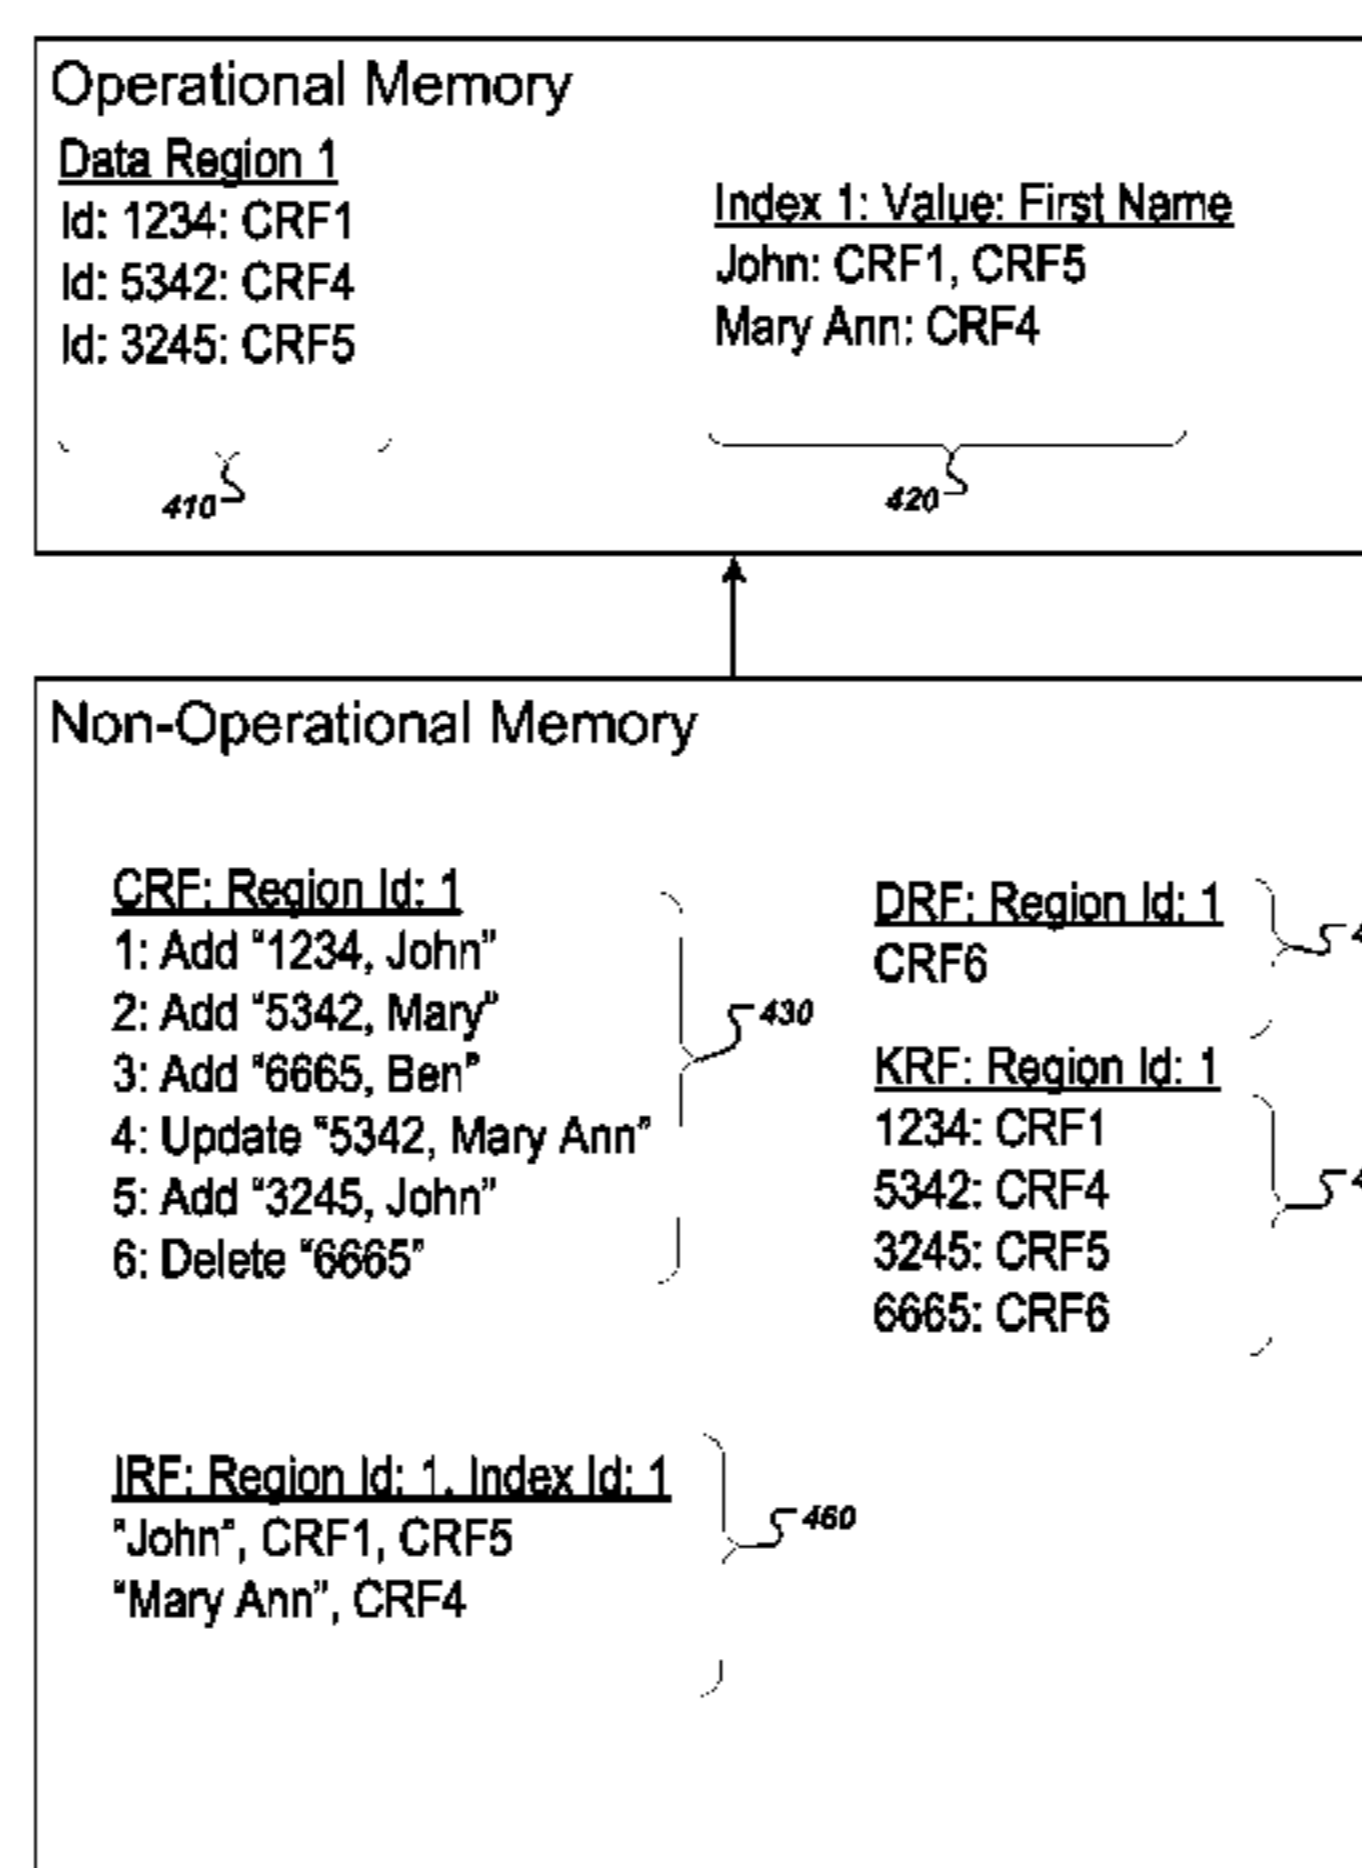 Operational Memory
Data Region 1
Id: 1234: CRF1
Id: 5342: CRF4
Id: 3245: CRF5
410
Index 1: Value: First Name
John: CRF1, CRF5
Mary Ann: CRF4
420
Non-Operational Memory
CRF: Region Id: 1
1: Add "1234, John"
2: Add "5342, Mary"
3: Add "6665, Ben"
4: Update "5342, Mary Ann"
5: Add "3245, John"
6: Delete "6665"
430
DRF: Region Id: 1
CRF6
KRF: Region Id: 1
1234: CRF1
5342: CRF4
3245: CRF5
6665: CRF6
IRF: Region Id: 1, Index Id: 1
"John", CRF1, CRF5
"Mary Ann", CRF4
460